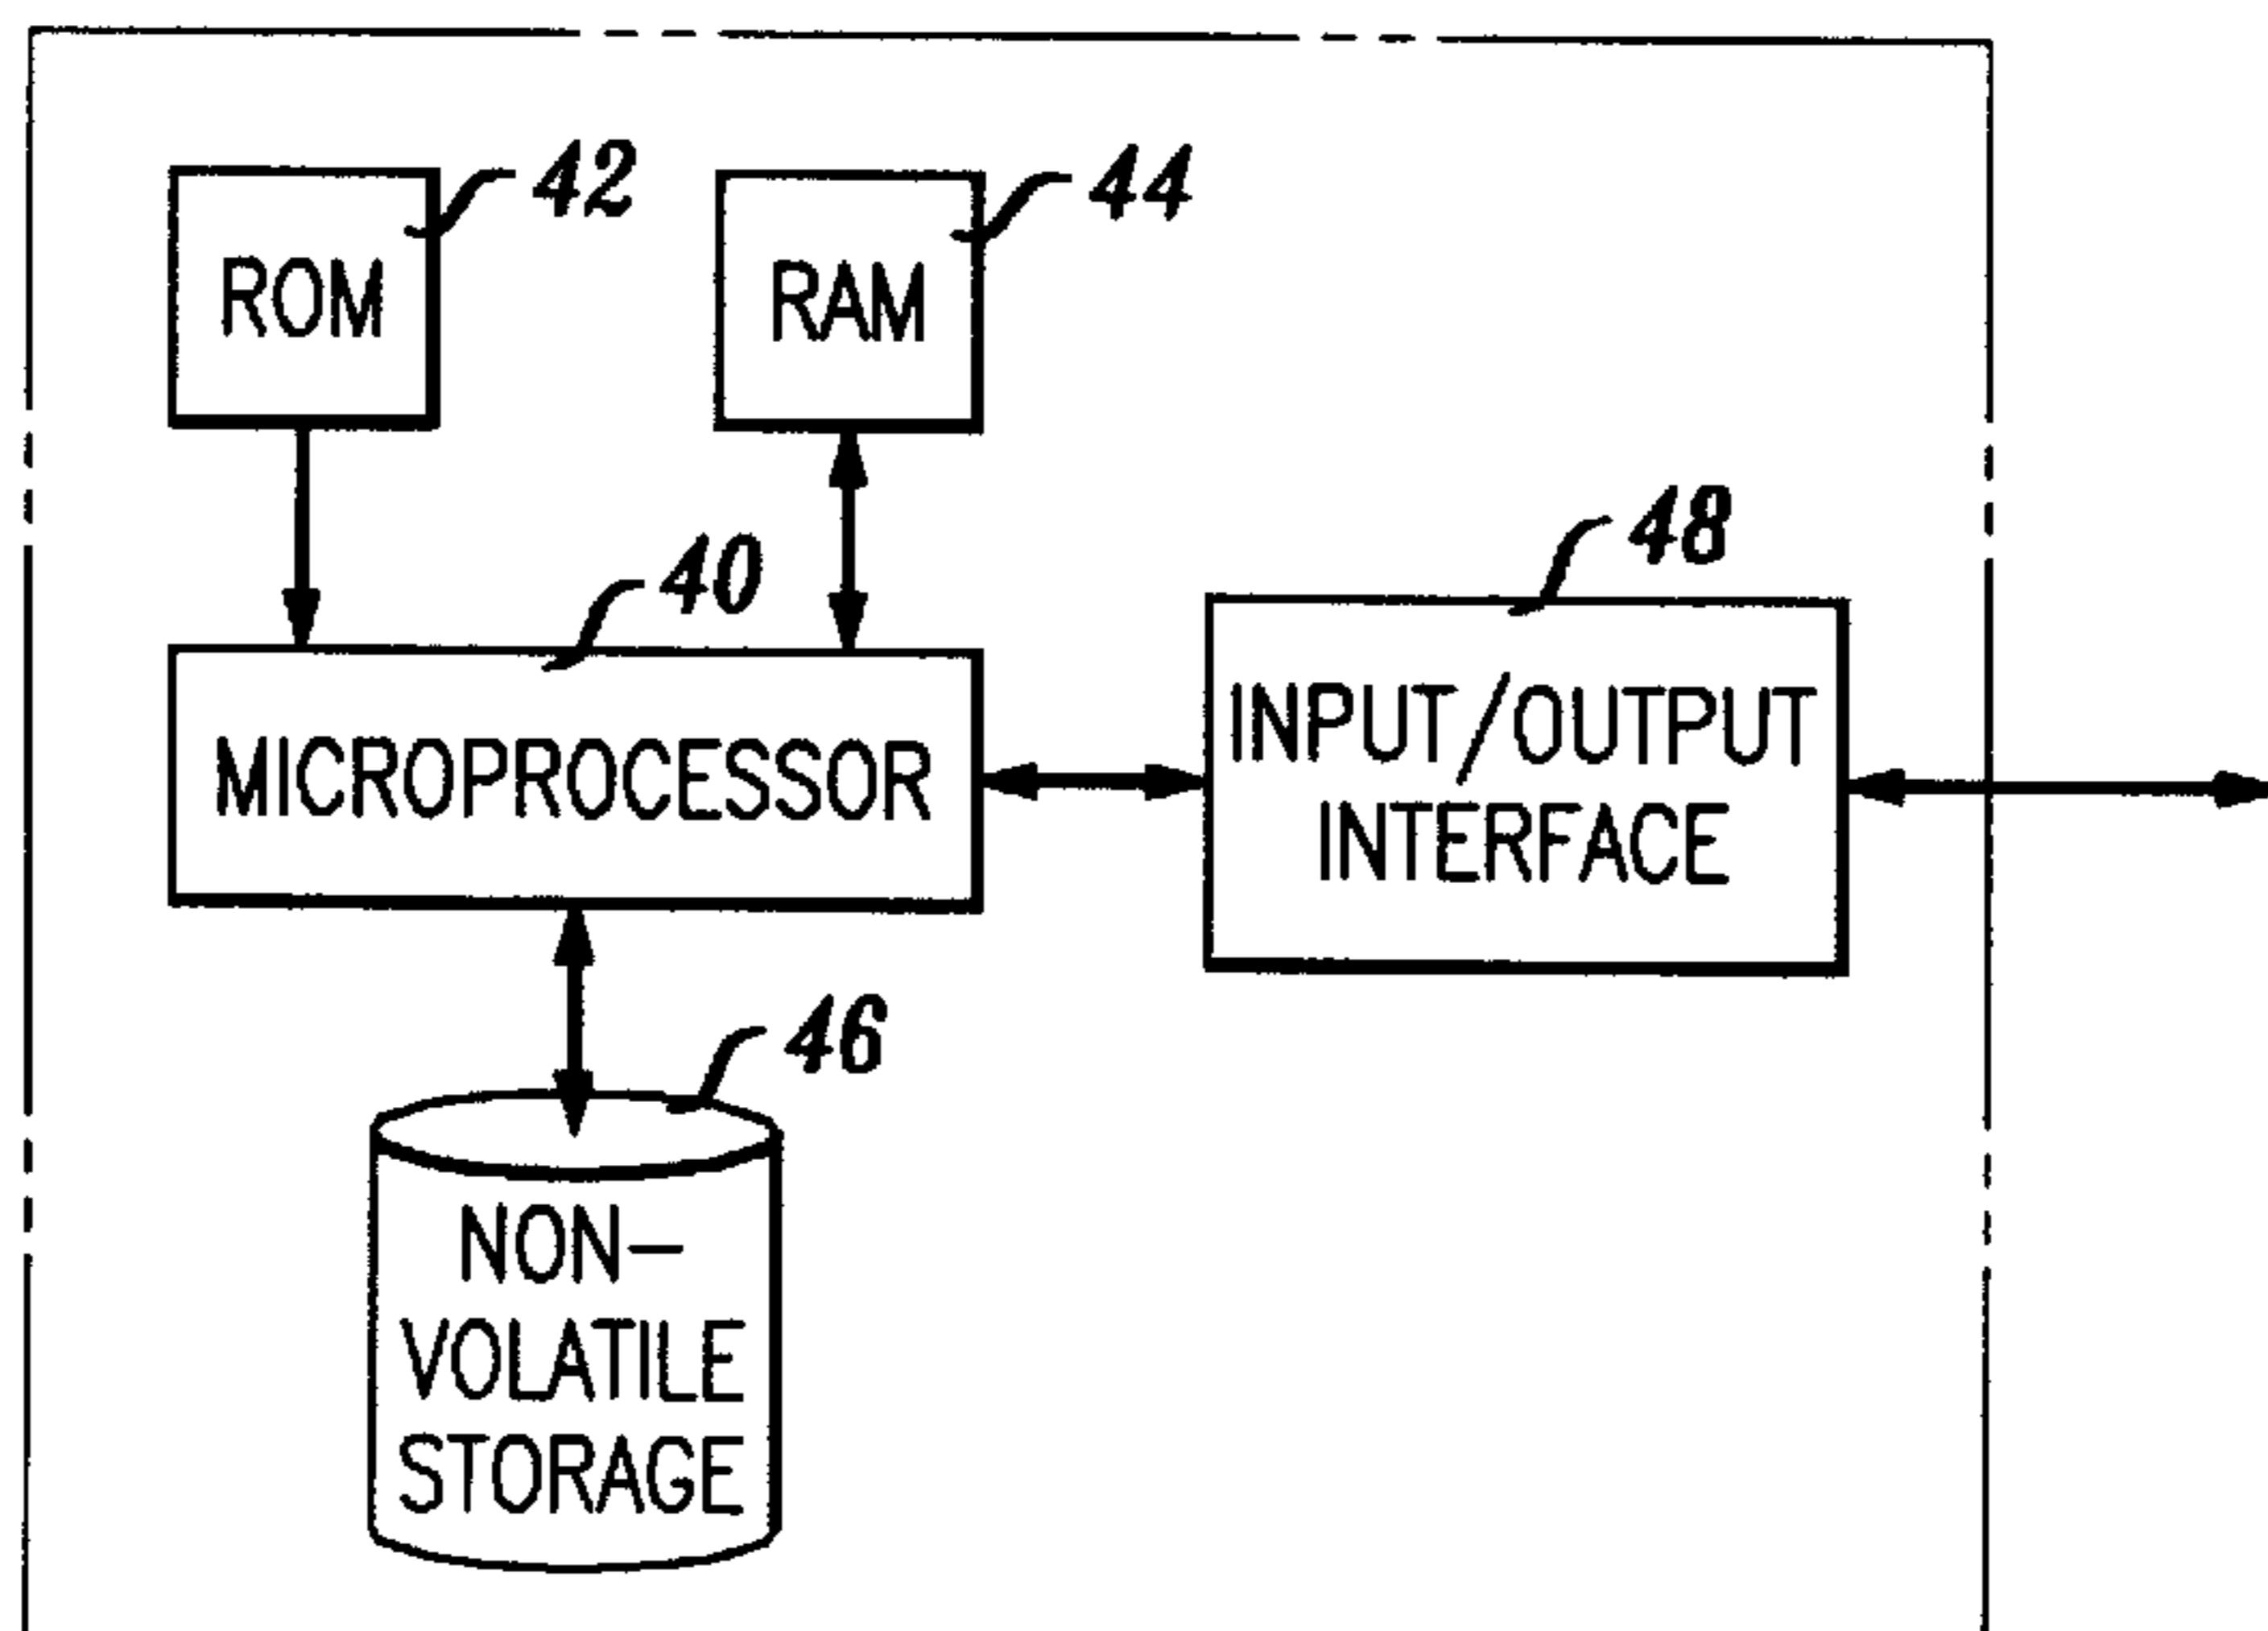 42
ROM
44
RAM
40
MICROPROCESSOR
48
INPUT/OUTPUT
INTERFACE
46
NON-
VOLATILE
STORAGE